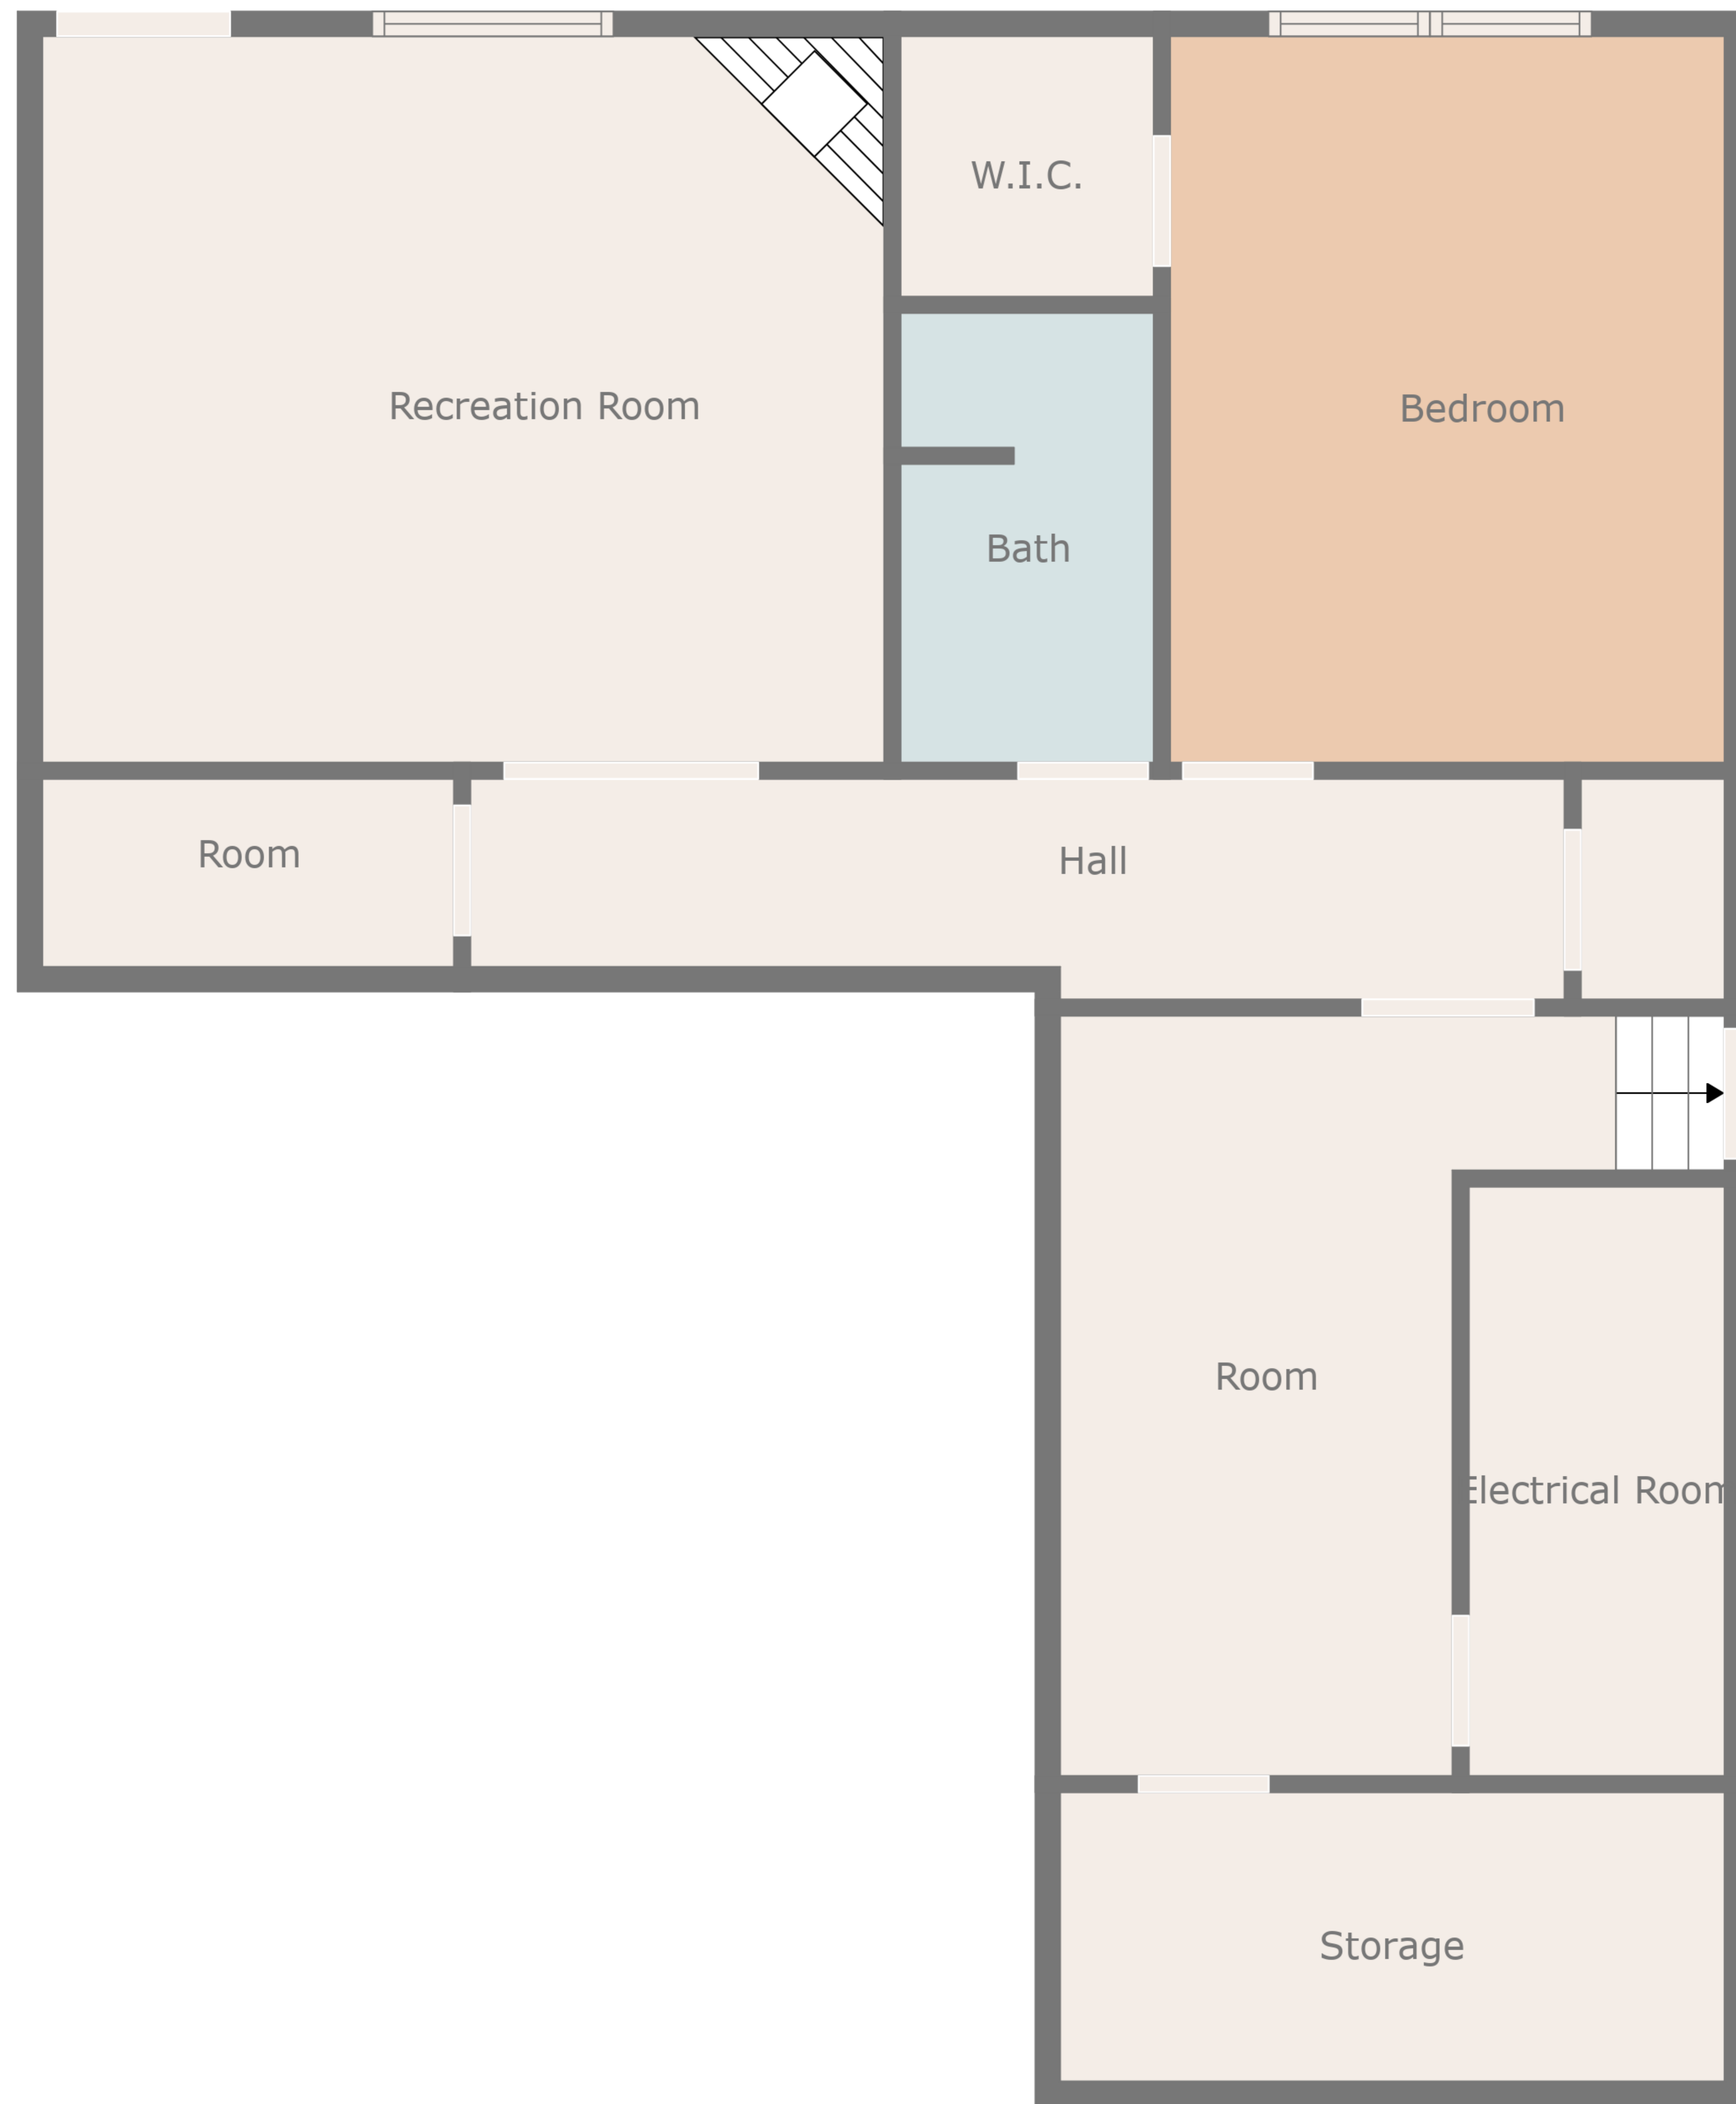 W.I.C.
Recreation Room
Bedroom
Bath
Room
Hall
Room
Electrical Room
Storage